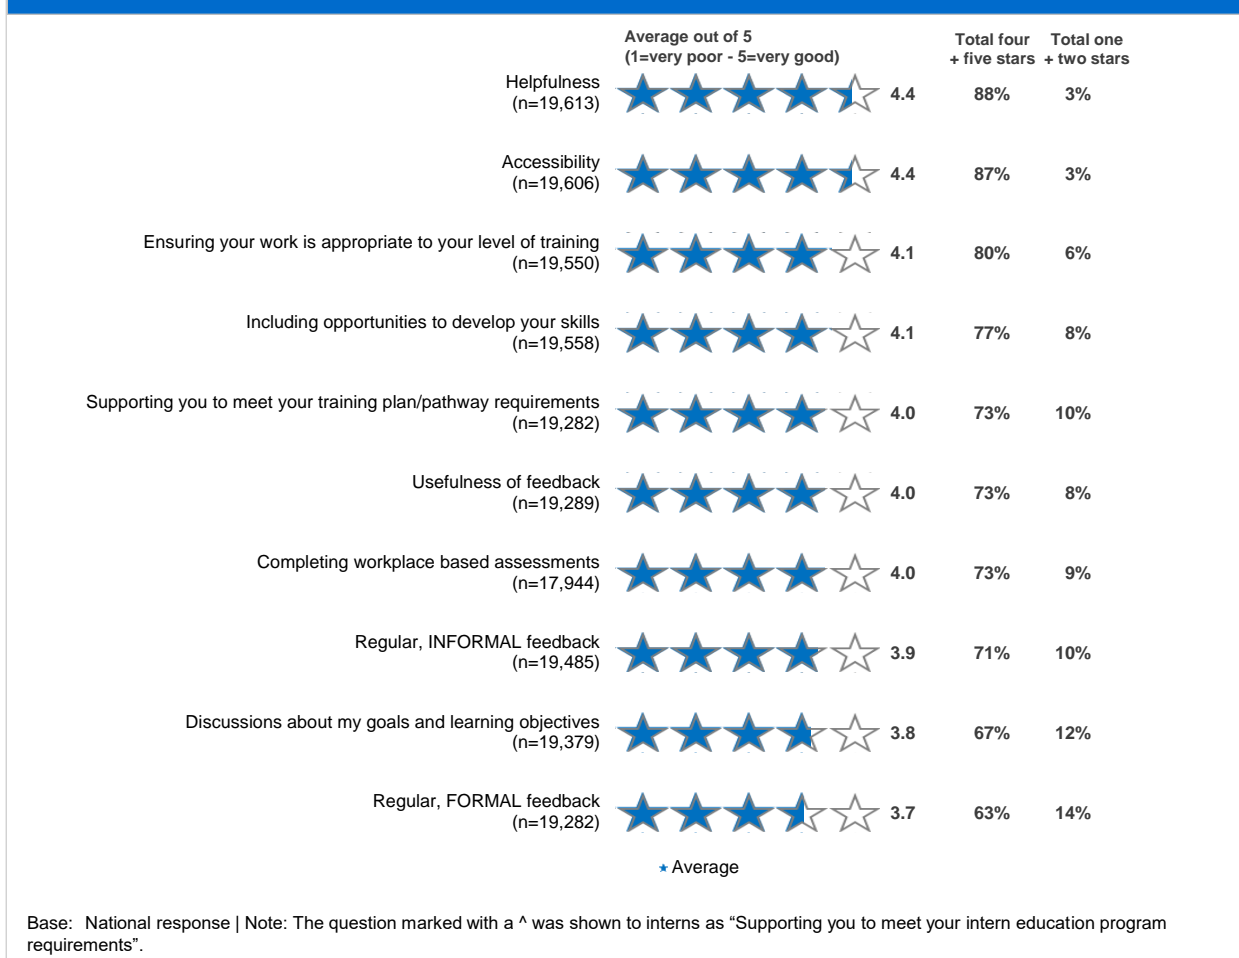 Average out of 5
(1=very poor - 5=very good)
Total four
+ five stars
Total one
+ two stars
Helpfulness
(n=19,613)
4.4 88% 3%
Accessibility
(n=19,606)
4.4 87% 3%
Ensuring your work is appropriate to your level of training
(n=19,550)
4.1 80% 6%
Including opportunities to develop your skills
(n=19,558)
4.1 77% 8%
Supporting you to meet your training plan/pathway requirements
(n=19,282)
4.0 73% 10%
Usefulness of feedback
(n=19,289)
4.0 73% 8%
Completing workplace based assessments
(n=17,944)
4.0 73% 9%
Regular, INFORMAL feedback
(n=19,485)
3.9 71% 10%
Discussions about my goals and learning objectives
(n=19,379)
3.8 67% 12%
Regular, FORMAL feedback
(n=19,282)
3.7 63% 14%
Average
Base: National response | Note: The question marked with a ^ was shown to interns as “Supporting you to meet your intern education program
requirements”.